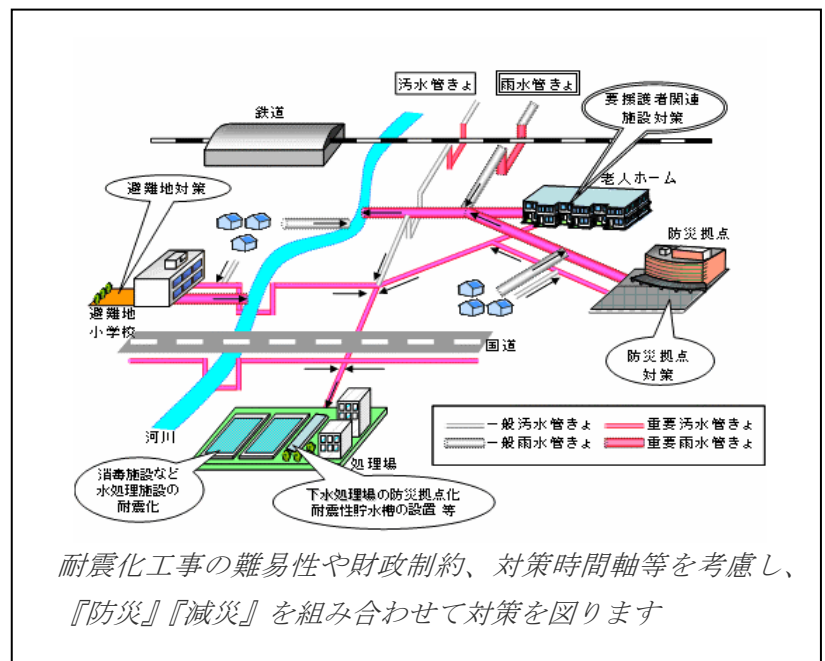 汚水管きょ
雨水管きょ
要援護者関連
施設対策
鉄道
避難地対策
老人ホーム
防災拠点
避難地
小学校
国道
防災拠点
対策
河川
一般汚水管きょ
重要汚水管きょ
一般雨水管きょ
重要雨水管きょ
処理場
消毒施設など
水処理施設の
耐震化
下水処理場の防災拠点化
耐震性貯水槽の設置 等
耐震化工事の難易性や財政制約、対策時間軸等を考慮し、
『防災』『減災』を組み合わせて対策を図ります